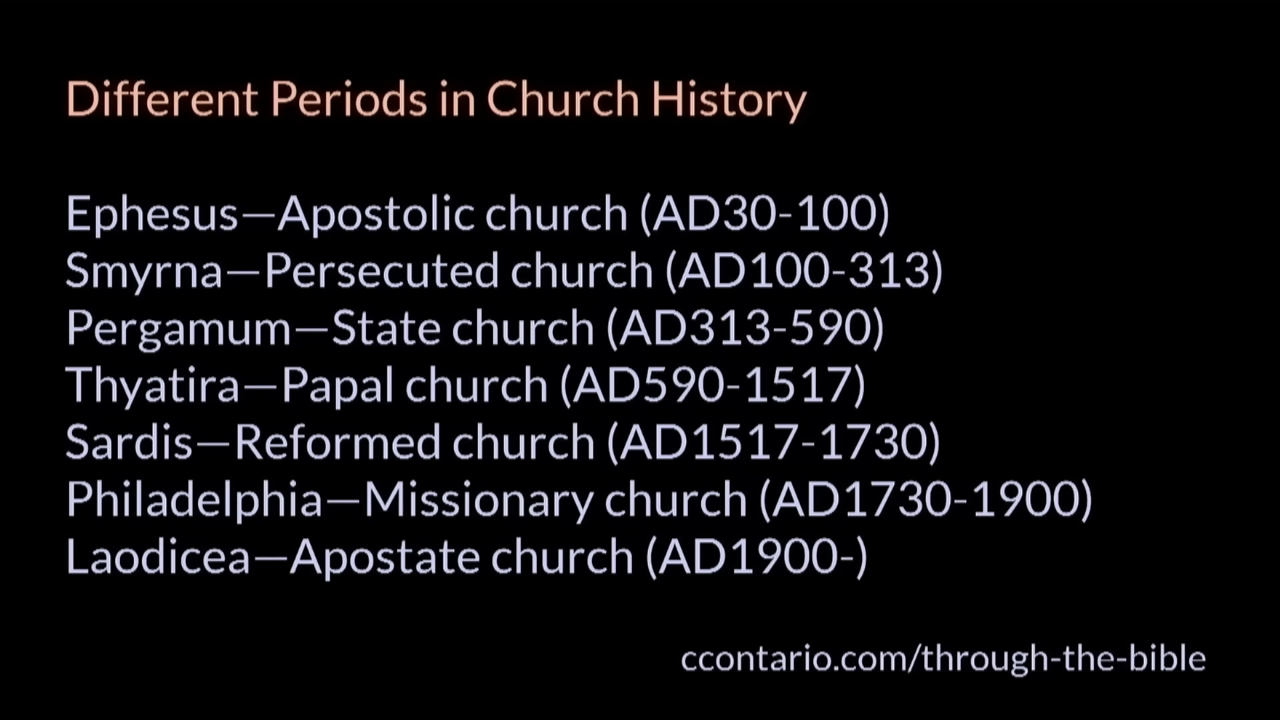 Different Periods in Church History
Ephesus—Apostolic church (AD30-100)
Smyrna—Persecuted church (AD100-313)
Pergamum—State church (AD313-590)
Thyatira—Papal church (AD590-1517)
Sardis—Reformed church (AD1517-1730)
Philadelphia—Missionary church (AD1730-1900)
Laodicea—Apostate church (AD1900-)
ccontario.com/through-the-bible